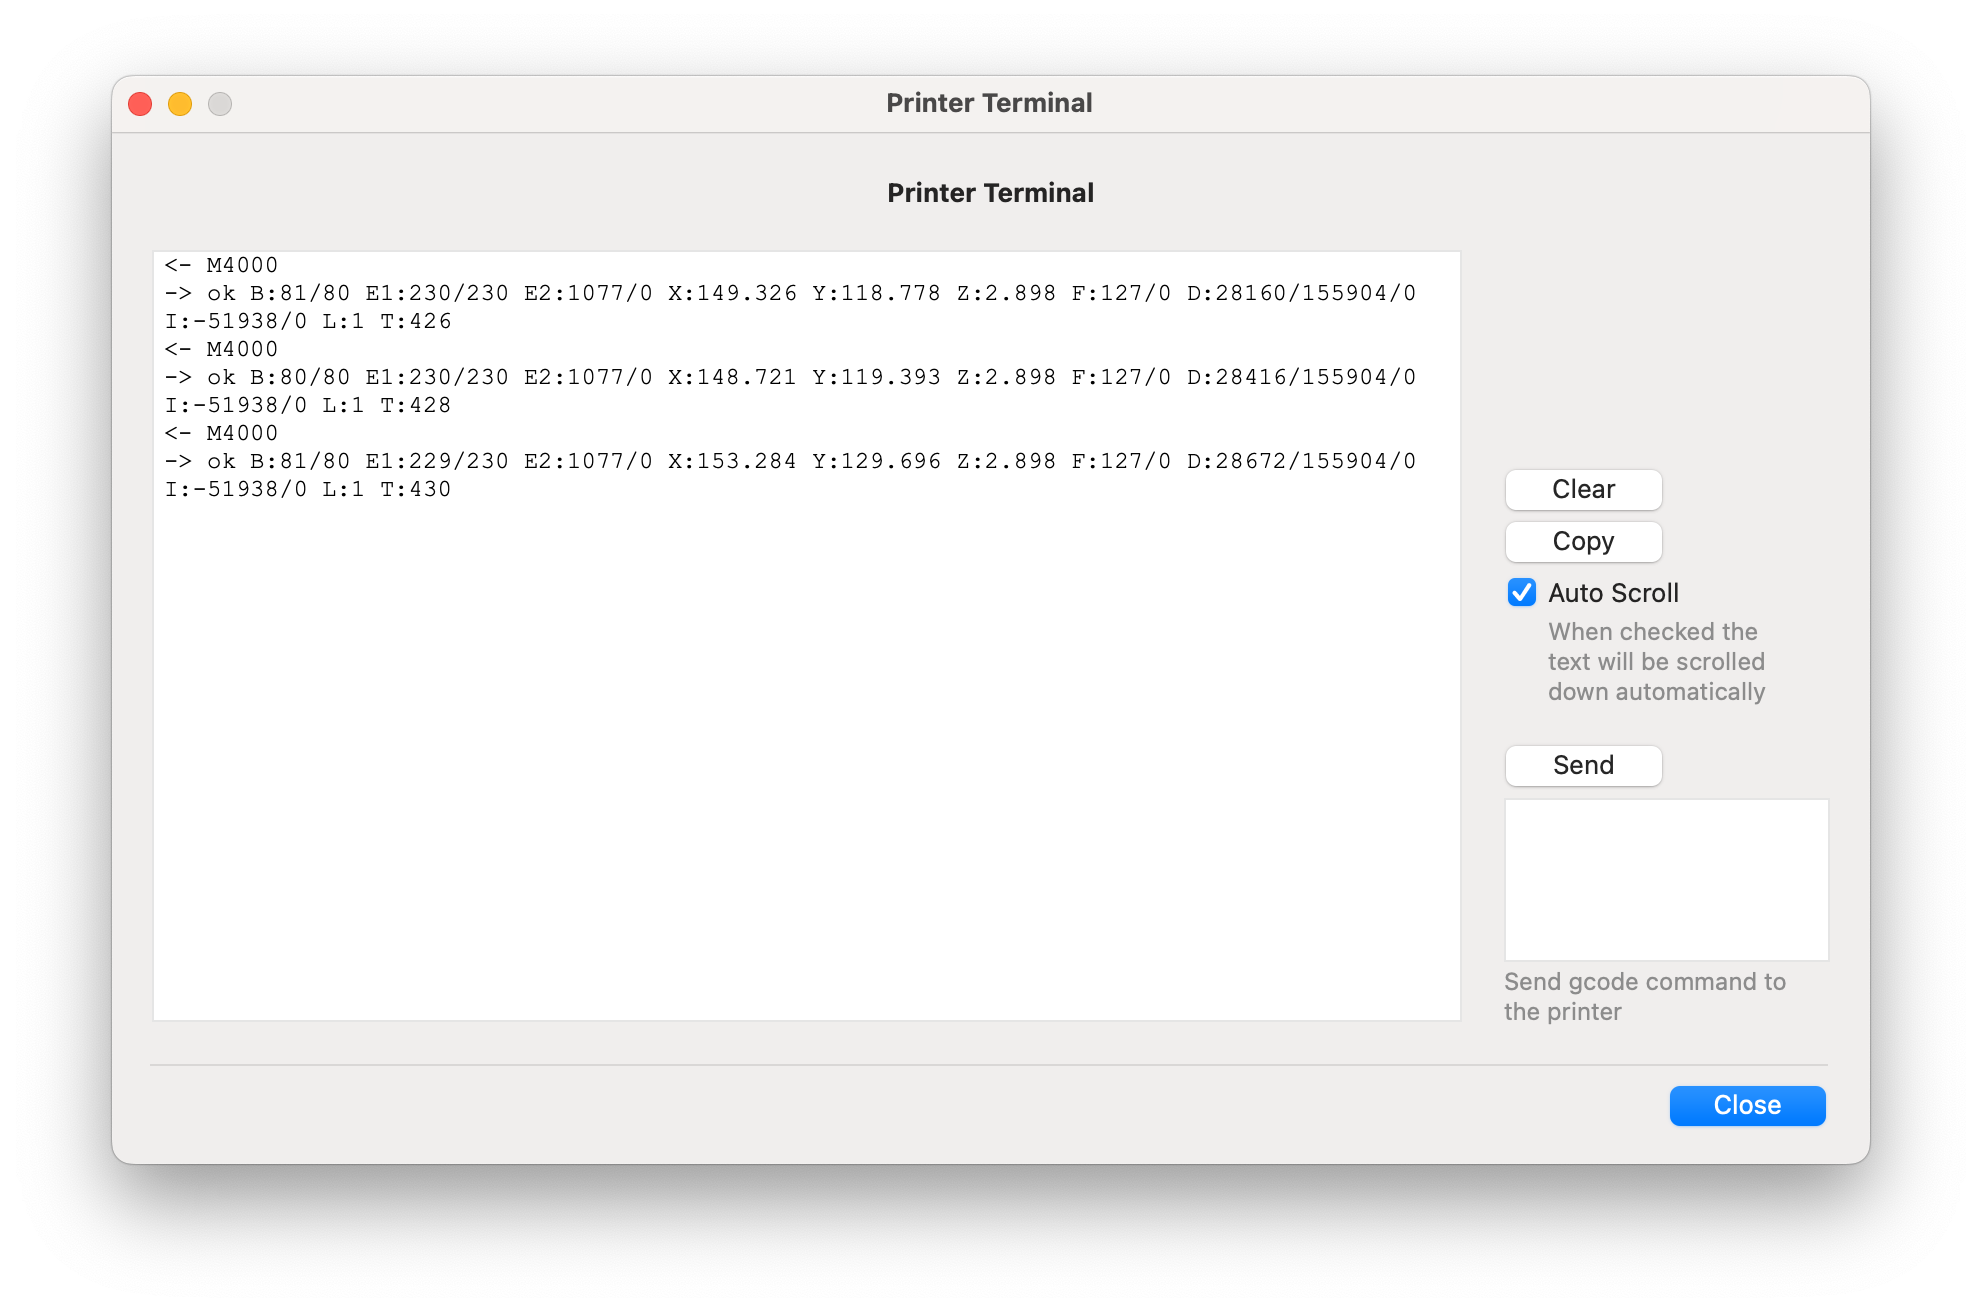 Printer Terminal
Printer Terminal
<- M4000
-> ok B:81/80 E1:230/230 E2:1077/0 X:149.326 Y:118.778 Z:2.898 F:127/0 D:28160/155904/0
I:-51938/0 L:1 T:426
<- M4000
-> ok B:80/80 E1:230/230 E2:1077/0 X:148.721 Y:119.393 Z:2.898 F:127/0 D:28416/155904/0
I:-51938/0 L:1 T:428
<- M4000
-> ok B:81/80 E1:229/230 E2:1077/0 X:153.284 Y:129.696 Z:2.898 F:127/0 D:28672/155904/0
I:-51938/0 L:1 T:430
Clear
Copy
Auto Scroll
When checked the
text will be scrolled
down automatically
Send
Send gcode command to
the printer
Close